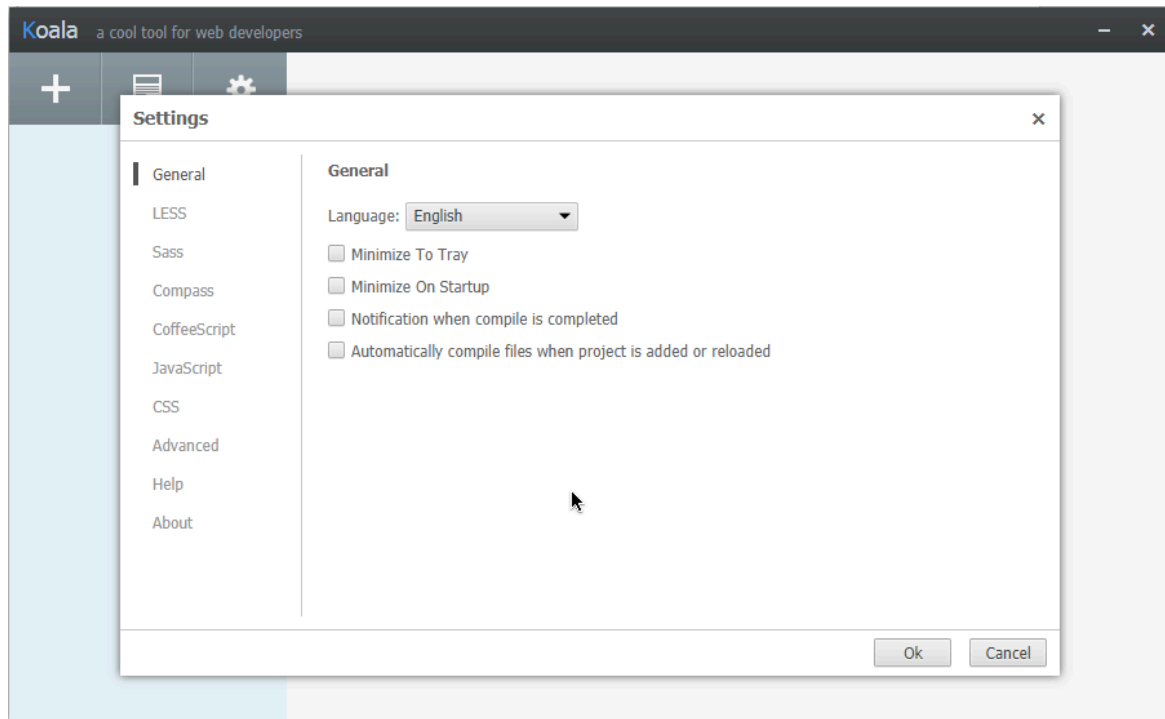 Koala a cool tool for web developers
Settings
General
LESS
Sass
Compass
CoffeeScript
JavaScript
CSS
Advanced
Help
About
General
Language: English
Minimize To Tray
Minimize On Startup
Notification when compile is completed
Automatically compile files when project is added or reloaded
Ok Cancel